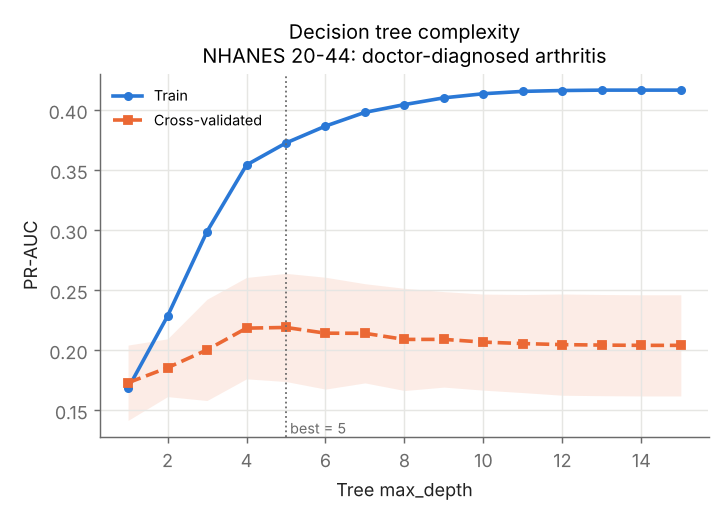 Decision tree complexity
NHANES 20-44: doctor-diagnosed arthritis
Train
Cross-validated
PR-AUC
0.40
0.35
0.30
0.25
0.20
0.15
best = 5
2 4 6 8 10 12 14
Tree max_depth